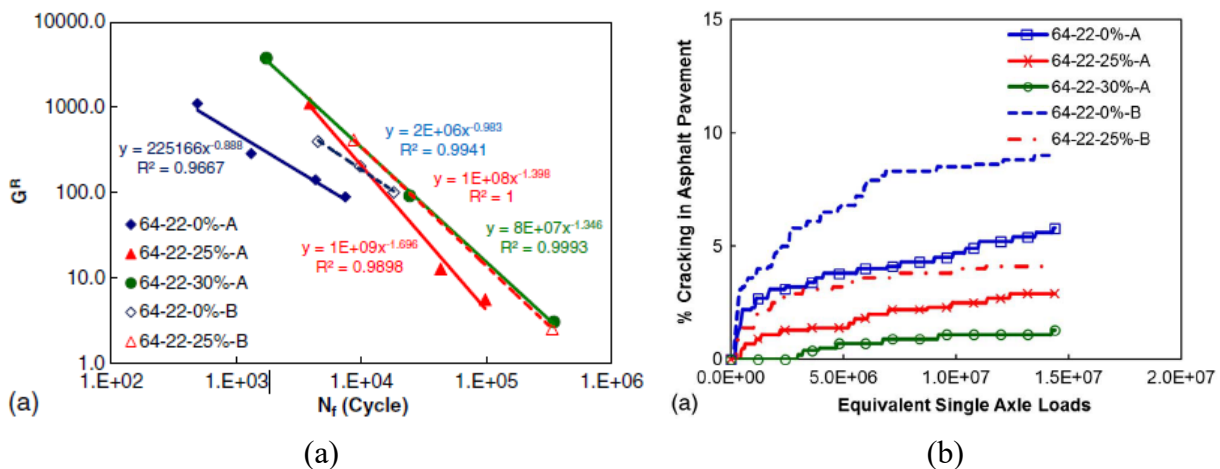 10000.0
1000.0
100.0
10.0
1.0
G^R
y = 225166x^-0.888
R² = 0.9667
y = 2E+06x^-0.983
R² = 0.9941
y = 1E+08x^-1.398
R² = 1
y = 8E+07x^-1.346
R² = 0.9993
y = 1E+09x^-1.696
R² = 0.9898
64-22-0%-A
64-22-25%-A
64-22-30%-A
64-22-0%-B
64-22-25%-B
1.E+02 1.E+03 1.E+04 1.E+05 1.E+06
N_f (Cycle)
(a)
(a)
15
10
5
0
% Cracking in Asphalt Pavement
64-22-0%-A
64-22-25%-A
64-22-30%-A
64-22-0%-B
64-22-25%-B
0.0E+00 5.0E+06 1.0E+07 1.5E+07 2.0E+07
Equivalent Single Axle Loads
(a)
(b)